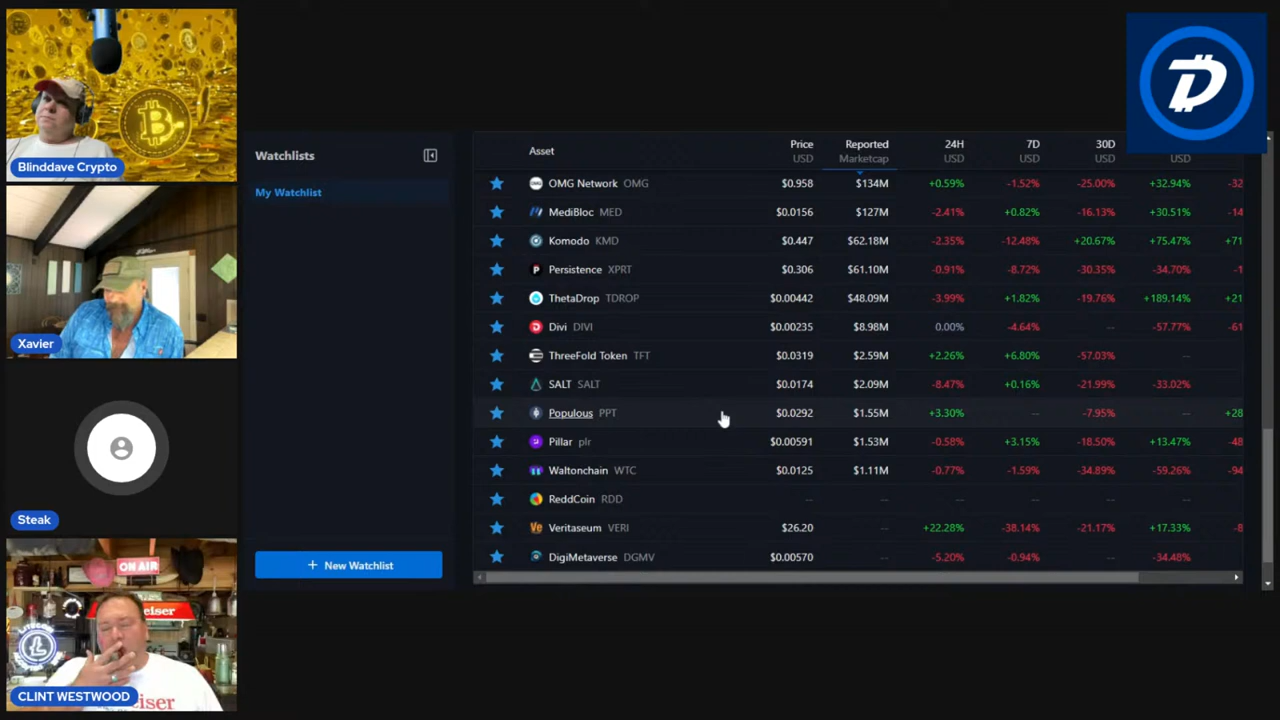 Blinddave Crypto
Xavier
Steak
ON AIR
CLINT WESTWOOD
Watchlists
My Watchlist
+ New Watchlist
Asset Price Reported 24H 7D 30D
USD Marketcap USD USD USD USD
OMG Network OMG $0.958 $134M +0.59% -1.52% -25.00% +32.94% -32
MediBloc MED $0.0156 $127M -2.41% +0.82% -16.13% +30.51% -14
Komodo KMD $0.447 $62.18M -2.35% -12.48% +20.67% +75.47% +71
Persistence XPRT $0.306 $61.10M -0.91% -8.72% -30.35% -34.70% -1
ThetaDrop TDROP $0.00442 $48.09M -3.99% +1.82% -19.76% +189.14% +21
Divi DIVI $0.00235 $8.98M 0.00% -4.64% -- -57.77% -61
ThreeFold Token TFT $0.0319 $2.59M +2.26% +6.80% -57.03% --
SALT SALT $0.0174 $2.09M -8.47% +0.16% -21.99% -33.02%
Populous PPT $0.0292 $1.55M +3.30% -- -7.95% -- +28
Pillar plr $0.00591 $1.53M -0.58% +3.15% -18.50% +13.47% -48
Waltonchain WTC $0.0125 $1.11M -0.77% -1.59% -34.89% -59.26% -94
ReddCoin RDD -- -- -- -- -- --
Veritaseum VERI $26.20 -- +22.28% -38.14% -21.17% +17.33% -8
DigiMetaverse DGMV $0.00570 -- -5.20% -0.94% -- -34.48%